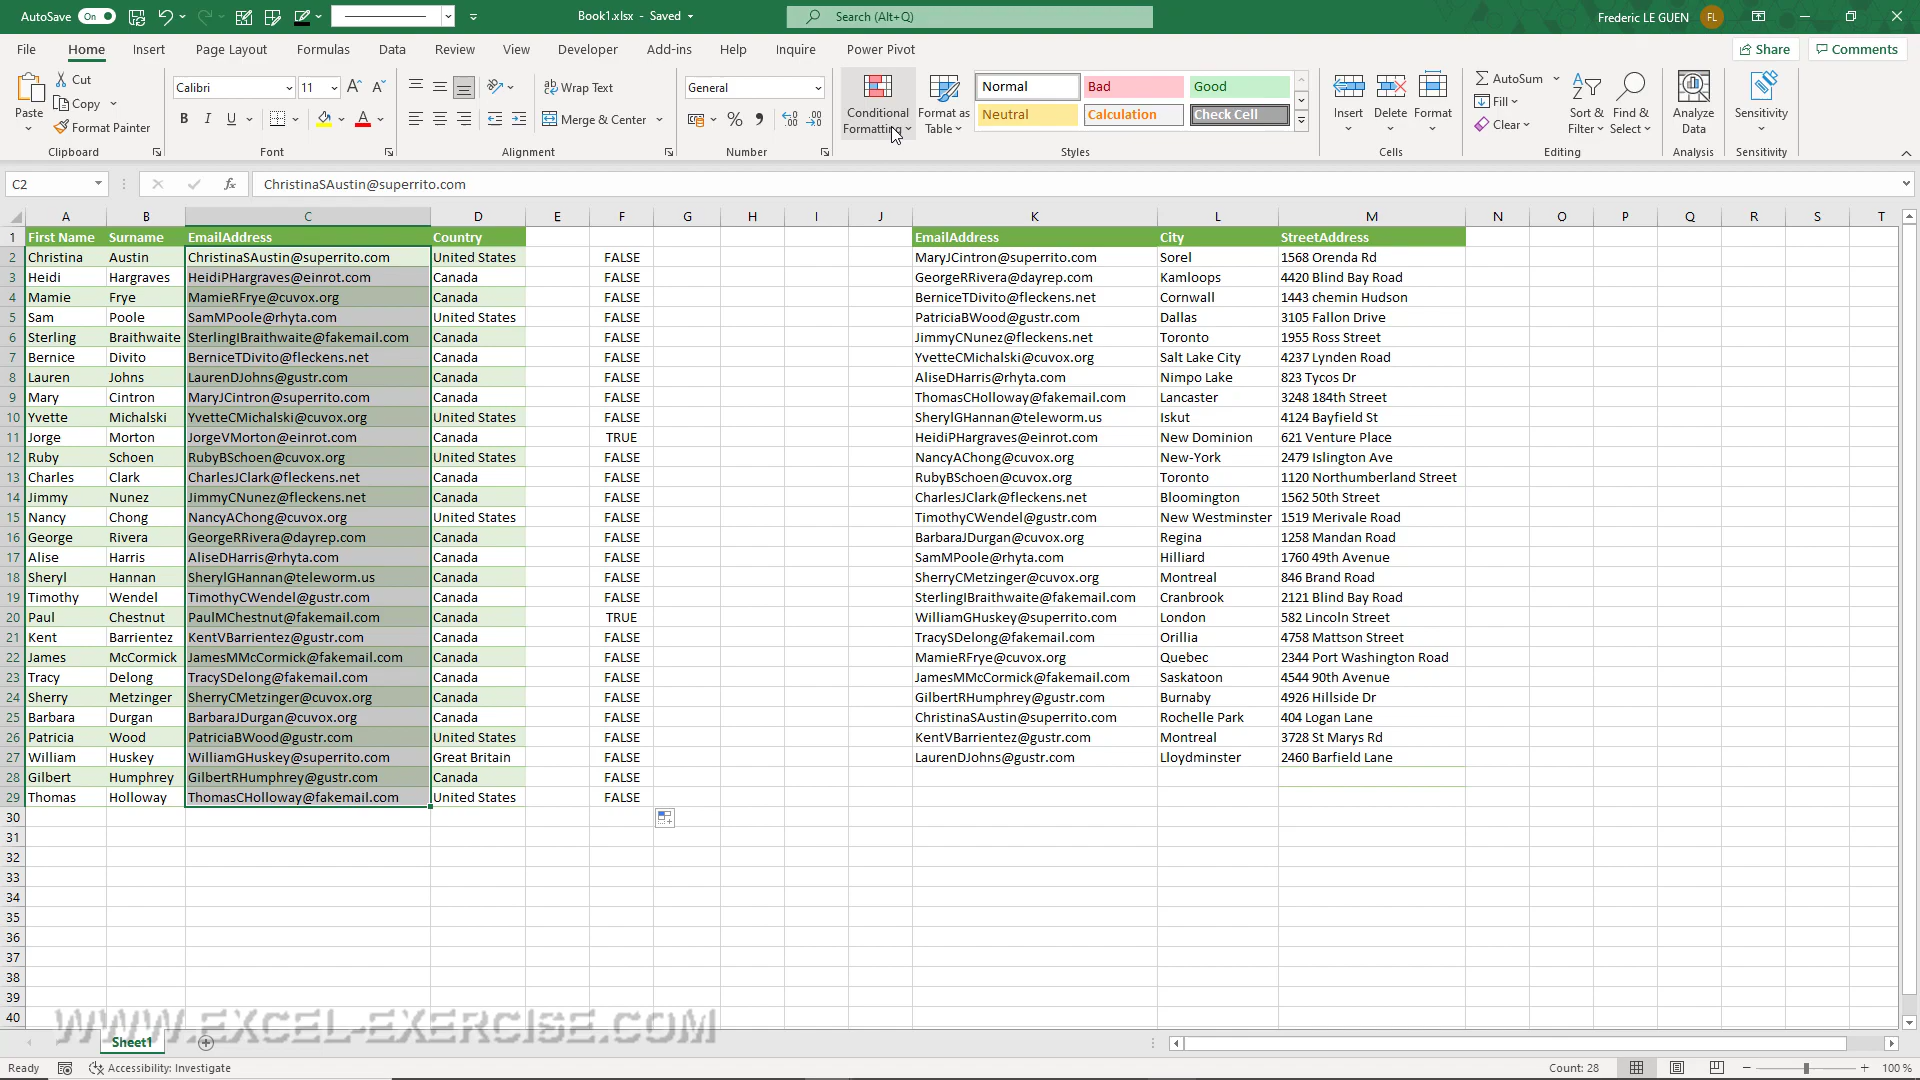 AutoSave On Book1.xlsx - Saved Search (Alt+Q) Frederic LE GUEN FL
File Home Insert Page Layout Formulas Data Review View Developer Add-ins Help Inquire Power Pivot Share Comments
Paste Cut Copy Format Painter Clipboard
Calibri 11 B I U A Font
Wrap Text Merge & Center Alignment
General % Number
Conditional Formatting Format as Table Normal Bad Good Neutral Calculation Check Cell Styles
Insert Delete Format Cells
AutoSum Fill Clear Sort & Filter Find & Select Editing
Analyze Data Analysis Sensitivity Sensitivity
C2 fx ChristinaSAustin@superrito.com
A B C D E F G H I J K L M N O P Q R S T
1 First Name Surname EmailAddress Country EmailAddress City StreetAddress
2 Christina Austin ChristinaSAustin@superrito.com United States FALSE MaryJCintron@superrito.com Sorel 1568 Orenda Rd
3 Heidi Hargraves HeidiPHargraves@einrot.com Canada FALSE GeorgeRRivera@dayrep.com Kamloops 4420 Blind Bay Road
4 Mamie Frye MamieRFrye@cuvox.org Canada FALSE BerniceTDivito@fleckens.net Cornwall 1443 chemin Hudson
5 Sam Poole SamMPoole@rhyta.com United States FALSE PatriciaBWood@gustr.com Dallas 3105 Fallon Drive
6 Sterling Braithwaite SterlingIBraithwaite@fakemail.com Canada FALSE JimmyCNunez@fleckens.net Toronto 1955 Ross Street
7 Bernice Divito BerniceTDivito@fleckens.net Canada FALSE YvetteCMichalski@cuvox.org Salt Lake City 4237 Lynden Road
8 Lauren Johns LaurenDJohns@gustr.com Canada FALSE AliseDHarris@rhyta.com Nimpo Lake 823 Tycos Dr
9 Mary Cintron MaryJCintron@superrito.com Canada FALSE ThomasCHolloway@fakemail.com Lancaster 3248 184th Street
10 Yvette Michalski YvetteCMichalski@cuvox.org United States FALSE SherylGHannan@teleworm.us Iskut 4124 Bayfield St
11 Jorge Morton JorgeVMorton@einrot.com Canada TRUE HeidiPHargraves@einrot.com New Dominion 621 Venture Place
12 Ruby Schoen RubyBSchoen@cuvox.org United States FALSE NancyAChong@cuvox.org New-York 2479 Islington Ave
13 Charles Clark CharlesJClark@fleckens.net Canada FALSE RubyBSchoen@cuvox.org Toronto 1120 Northumberland Street
14 Jimmy Nunez JimmyCNunez@fleckens.net Canada FALSE CharlesJClark@fleckens.net Bloomington 1562 50th Street
15 Nancy Chong NancyAChong@cuvox.org United States FALSE TimothyCWendel@gustr.com New Westminster 1519 Merivale Road
16 George Rivera GeorgeRRivera@dayrep.com Canada FALSE BarbaraJDurgan@cuvox.org Regina 1258 Mandan Road
17 Alise Harris AliseDHarris@rhyta.com Canada FALSE SamMPoole@rhyta.com Hilliard 1760 49th Avenue
18 Sheryl Hannan SherylGHannan@teleworm.us Canada FALSE SherryCMetzinger@cuvox.org Montreal 846 Brand Road
19 Timothy Wendel TimothyCWendel@gustr.com Canada FALSE SterlingIBraithwaite@fakemail.com Cranbrook 2121 Blind Bay Road
20 Paul Chestnut PaulMChestnut@fakemail.com Canada TRUE WilliamGHuskey@superrito.com London 582 Lincoln Street
21 Kent Barrientez KentVBarrientez@gustr.com Canada FALSE TracySDelong@fakemail.com Orillia 4758 Mattson Street
22 James McCormick JamesMMcCormick@fakemail.com Canada FALSE MamieRFrye@cuvox.org Quebec 2344 Port Washington Road
23 Tracy Delong TracySDelong@fakemail.com Canada FALSE JamesMMcCormick@fakemail.com Saskatoon 4544 90th Avenue
24 Sherry Metzinger SherryCMetzinger@cuvox.org Canada FALSE GilbertRHumphrey@gustr.com Burnaby 4926 Hillside Dr
25 Barbara Durgan BarbaraJDurgan@cuvox.org Canada FALSE ChristinaSAustin@superrito.com Rochelle Park 404 Logan Lane
26 Patricia Wood PatriciaBWood@gustr.com United States FALSE KentVBarrientez@gustr.com Montreal 3728 St Marys Rd
27 William Huskey WilliamGHuskey@superrito.com Great Britain FALSE LaurenDJohns@gustr.com Lloydminster 2460 Barfield Lane
28 Gilbert Humphrey GilbertRHumphrey@gustr.com Canada FALSE
29 Thomas Holloway ThomasCHolloway@fakemail.com United States FALSE
30
31
32
33
34
35
36
37
38
39
40
WWW.EXCEL-EXERCISE.COM
Sheet1
Ready Accessibility: Investigate Count: 28 100 %